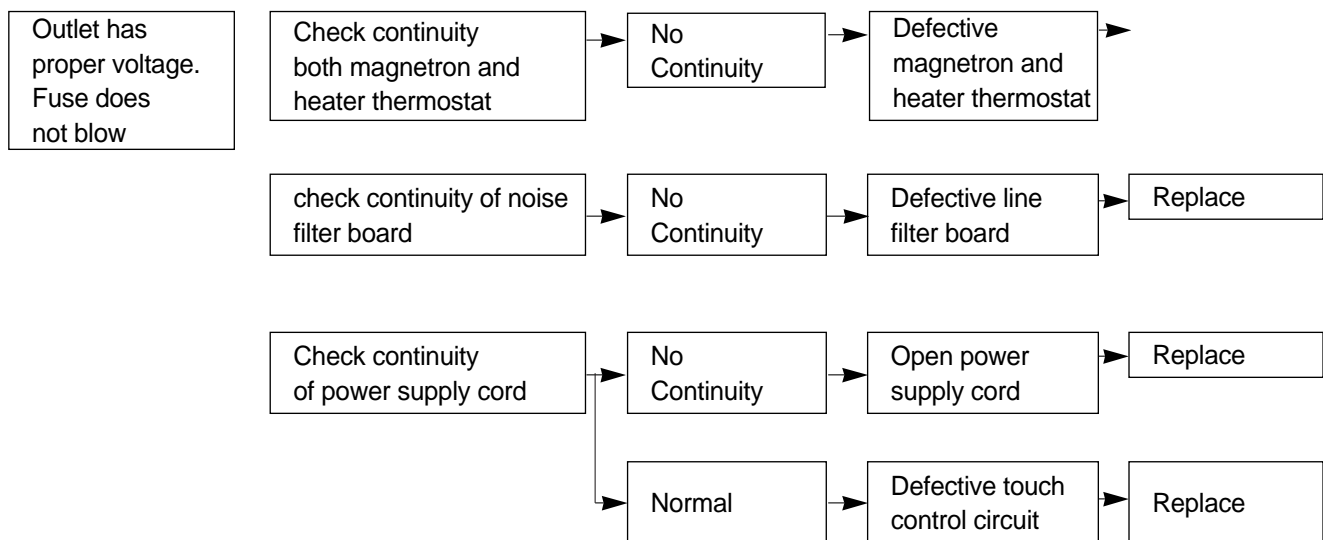 Outlet has
proper voltage.
Fuse does
not blow
Check continuity
both magnetron and
heater thermostat
No
Continuity
Defective
magnetron and
heater thermostat
check continuity of noise
filter board
No
Continuity
Defective line
filter board
Replace
Check continuity
of power supply cord
No
Continuity
Open power
supply cord
Replace
Normal
Defective touch
control circuit
Replace